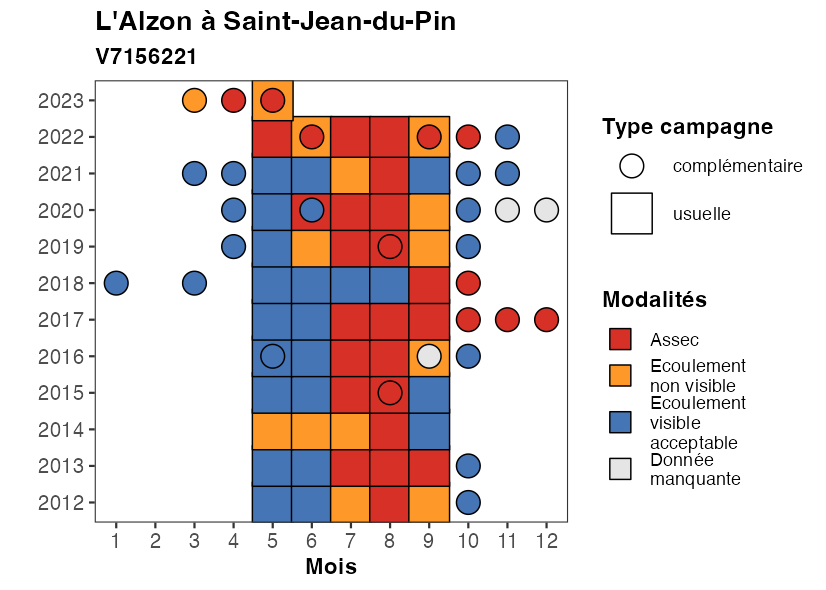 L'Alzon à Saint-Jean-du-Pin
V7156221
2023
2022
2021
2020
2019
2018
2017
2016
2015
2014
2013
2012
1 2 3 4 5 6 7 8 9 10 11 12
Mois
Type campagne
complémentaire
usuelle
Modalités
Assec
Ecoulement
non visible
Ecoulement
visible
acceptable
Donnée
manquante